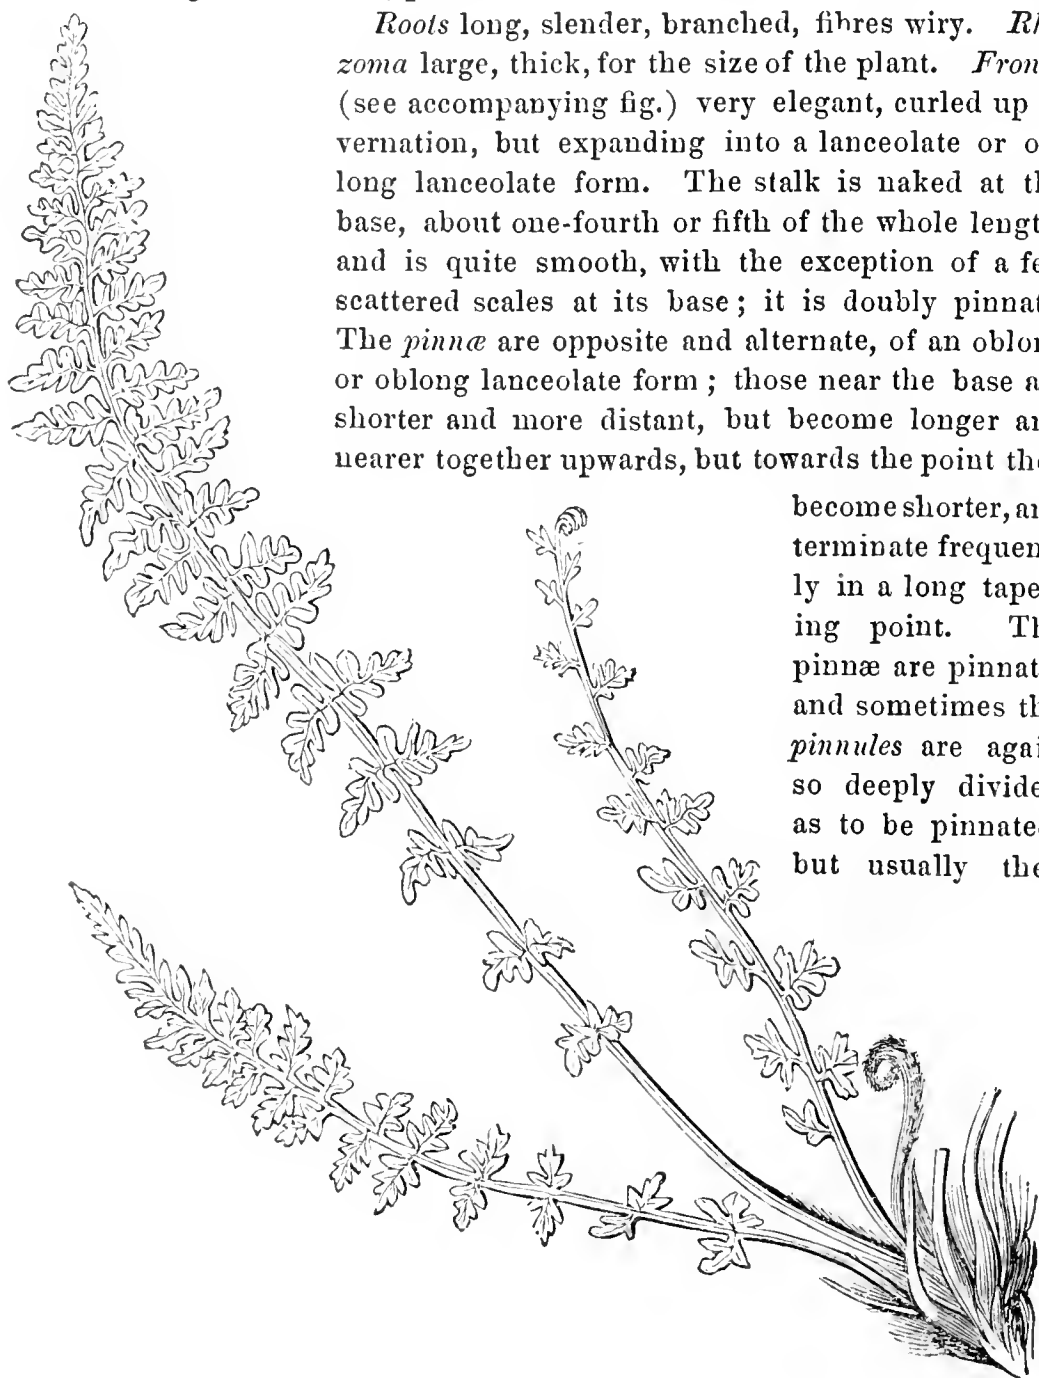 Roots long, slender, branched, fibres wiry. Rh
zoma large, thick, for the size of the plant. Fron
(see accompanying fig.) very elegant, curled up
vernation, but expanding into a lanceolate or o
long lanceolate form. The stalk is naked at th
base, about one-fourth or fifth of the whole lengt
and is quite smooth, with the exception of a fe
scattered scales at its base; it is doubly pinnat
The pinnæ are opposite and alternate, of an oblon
or oblong lanceolate form; those near the base a
shorter and more distant, but become longer an
nearer together upwards, but towards the point the
become shorter, an
terminate frequen
ly in a long tape
ing point. Th
pinnæ are pinnat
and sometimes th
pinnules are agai
so deeply divide
as to be pinnate
but usually the